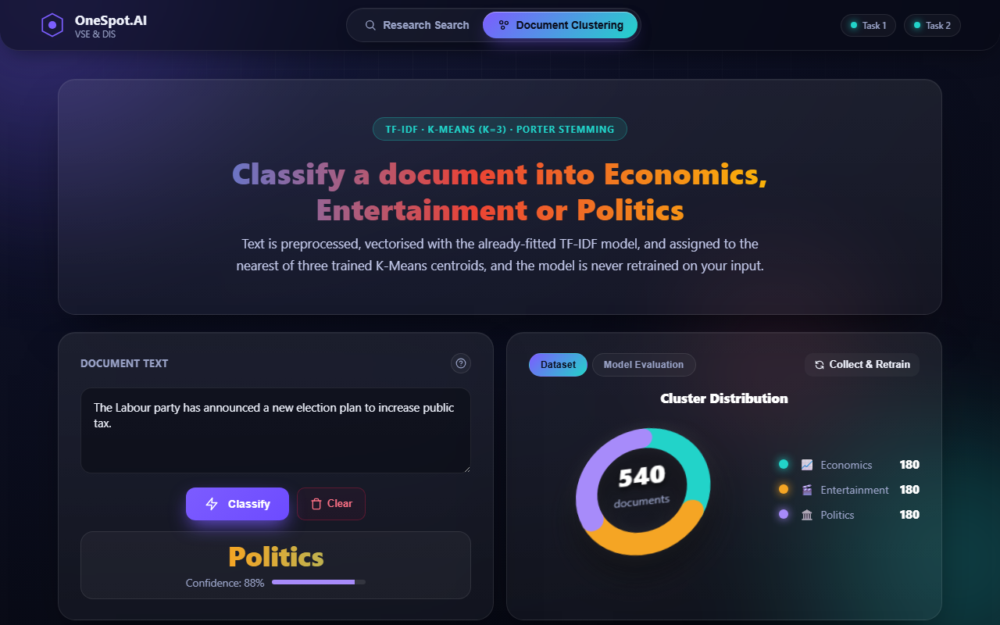 OneSpot.AI
VSE & DIS
Research Search
Document Clustering
Task 1
Task 2
TF-IDF · K-MEANS (K=3) · PORTER STEMMING
Classify a document into Economics,
Entertainment or Politics
Text is preprocessed, vectorised with the already-fitted TF-IDF model, and assigned to the
nearest of three trained K-Means centroids, and the model is never retrained on your input.
DOCUMENT TEXT
The Labour party has announced a new election plan to increase public
tax.
Classify
Clear
Politics
Confidence: 88%
Dataset
Model Evaluation
Collect & Retrain
Cluster Distribution
540
documents
Economics 180
Entertainment 180
Politics 180